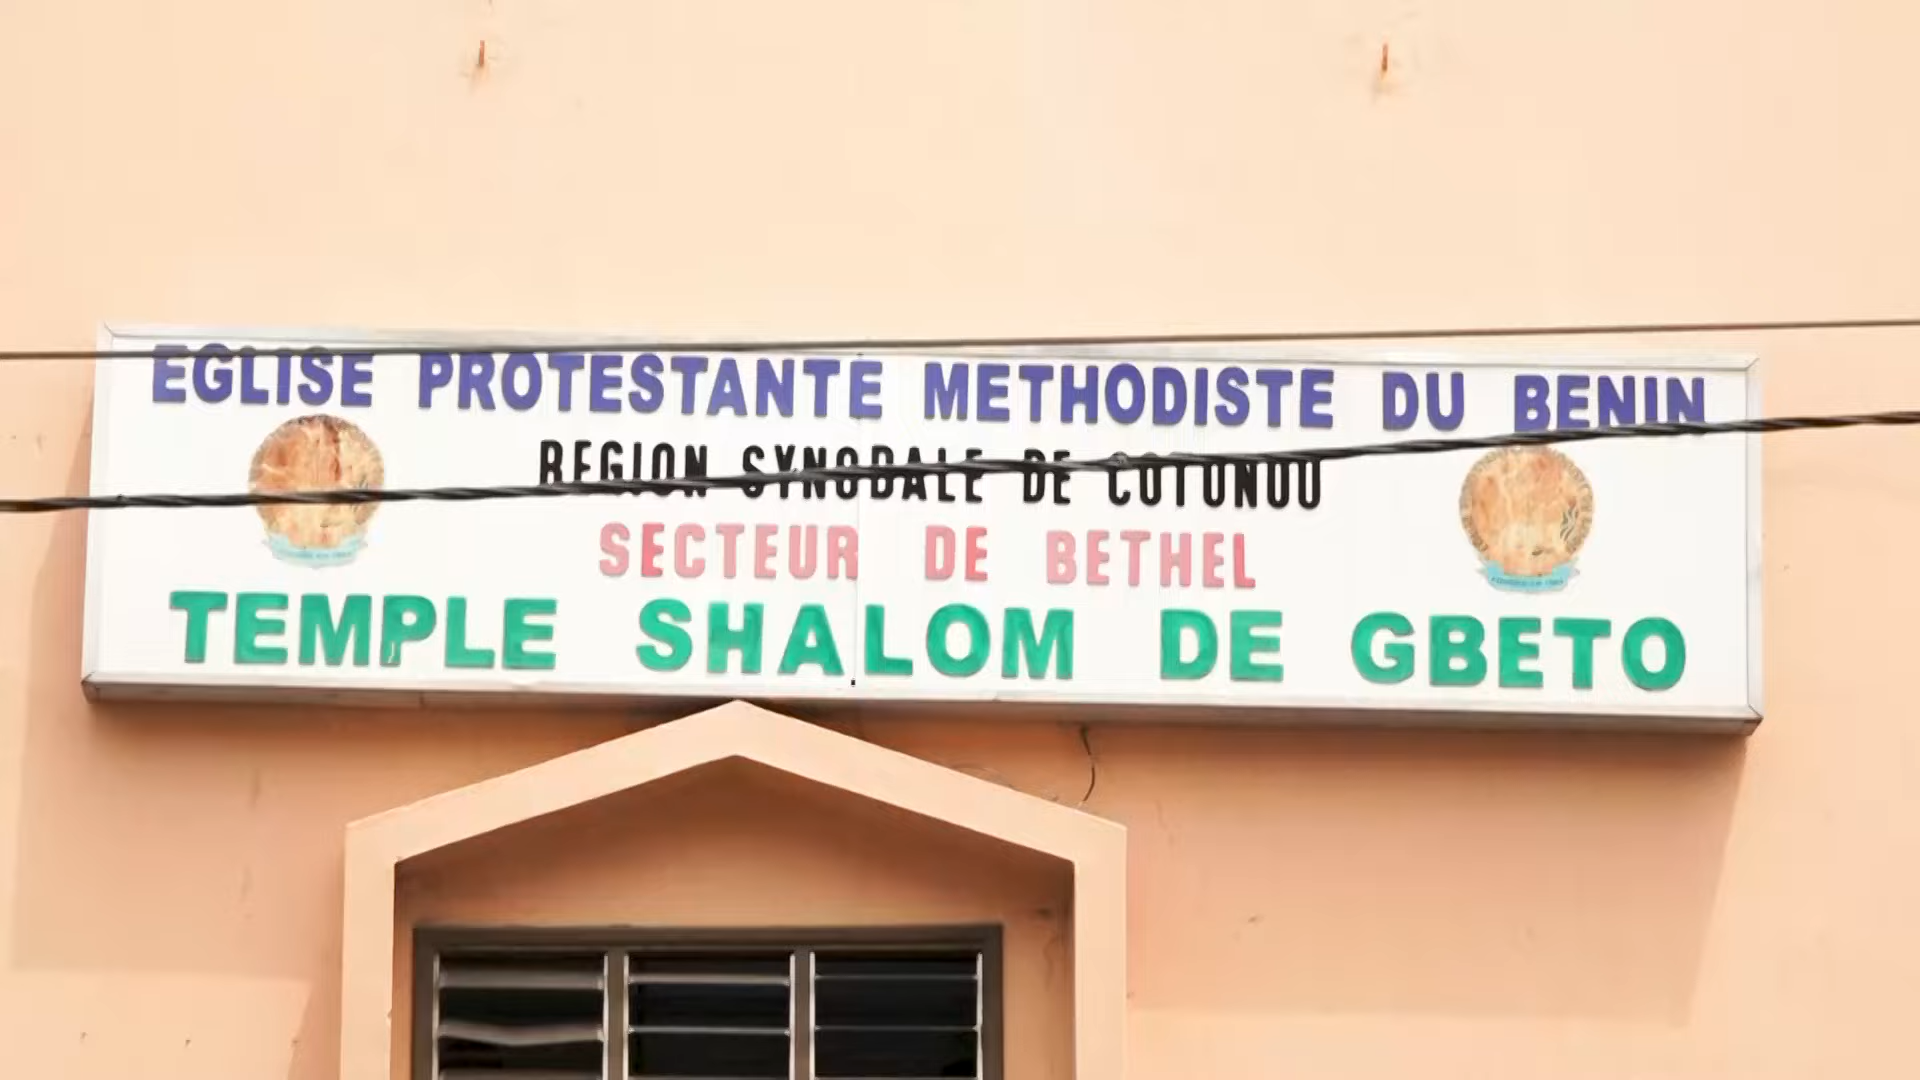 EGLISE PROTESTANTE METHODISTE DU BENIN
REGION SYNODALE DE COTONOU
SECTEUR DE BETHEL
TEMPLE SHALOM DE GBETO